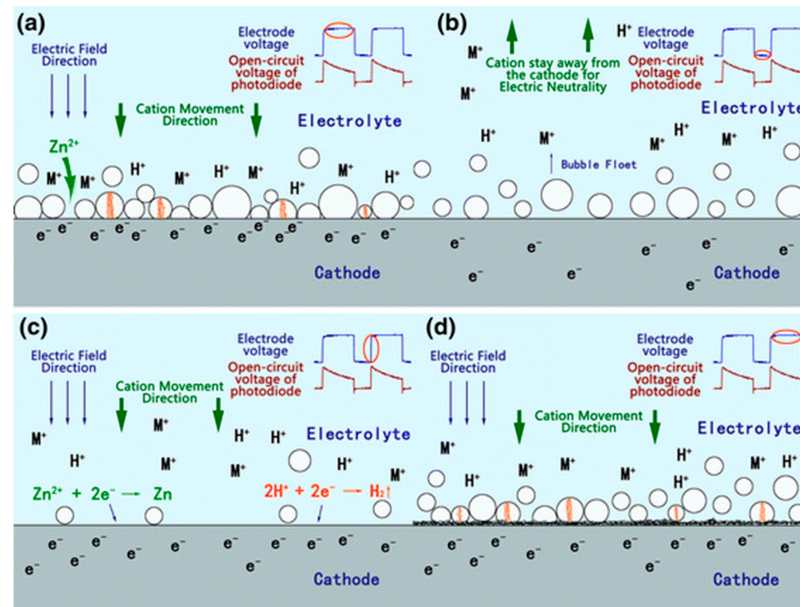 (a)
Electric Field
Direction
Electrode
voltage
Open-circuit
voltage of
photodiode
Cation Movement
Direction
Electrolyte
Zn²⁺
M⁺
M⁺
H⁺
M⁺
H⁺
M⁺
H⁺
M⁺
H⁺
e⁻ e⁻ e⁻ e⁻ e⁻ e⁻ e⁻ e⁻ e⁻ e⁻ e⁻
Cathode
(b)
M⁺
H⁺
Electrode
voltage
Open-circuit
voltage of
photodiode
Cation stay away from
the cathode for
Electric Neutrality
M⁺
Electrolyte
H⁺
M⁺
M⁺
H⁺
M⁺
H⁺
Bubble Floet
e⁻ e⁻ e⁻ e⁻ e⁻ e⁻ e⁻ e⁻
Cathode
(c)
Electric Field
Direction
Electrode
voltage
Open-circuit
voltage of
photodiode
Cation Movement
Direction
Electrolyte
M⁺
M⁺
H⁺
H⁺
H⁺
M⁺
M⁺
H⁺
M⁺
Zn²⁺ + 2e⁻ → Zn
2H⁺ + 2e⁻ → H₂↑
e⁻ e⁻ e⁻ e⁻ e⁻ e⁻ e⁻ e⁻ e⁻ e⁻ e⁻ e⁻
Cathode
(d)
Electric Field
Direction
Electrode
voltage
Open-circuit
voltage of
photodiode
Cation Movement
Direction
Electrolyte
M⁺
H⁺
M⁺
M⁺
M⁺
H⁺
H⁺
M⁺
H⁺
e⁻ e⁻ e⁻ e⁻ e⁻ e⁻ e⁻ e⁻ e⁻ e⁻ e⁻
Cathode